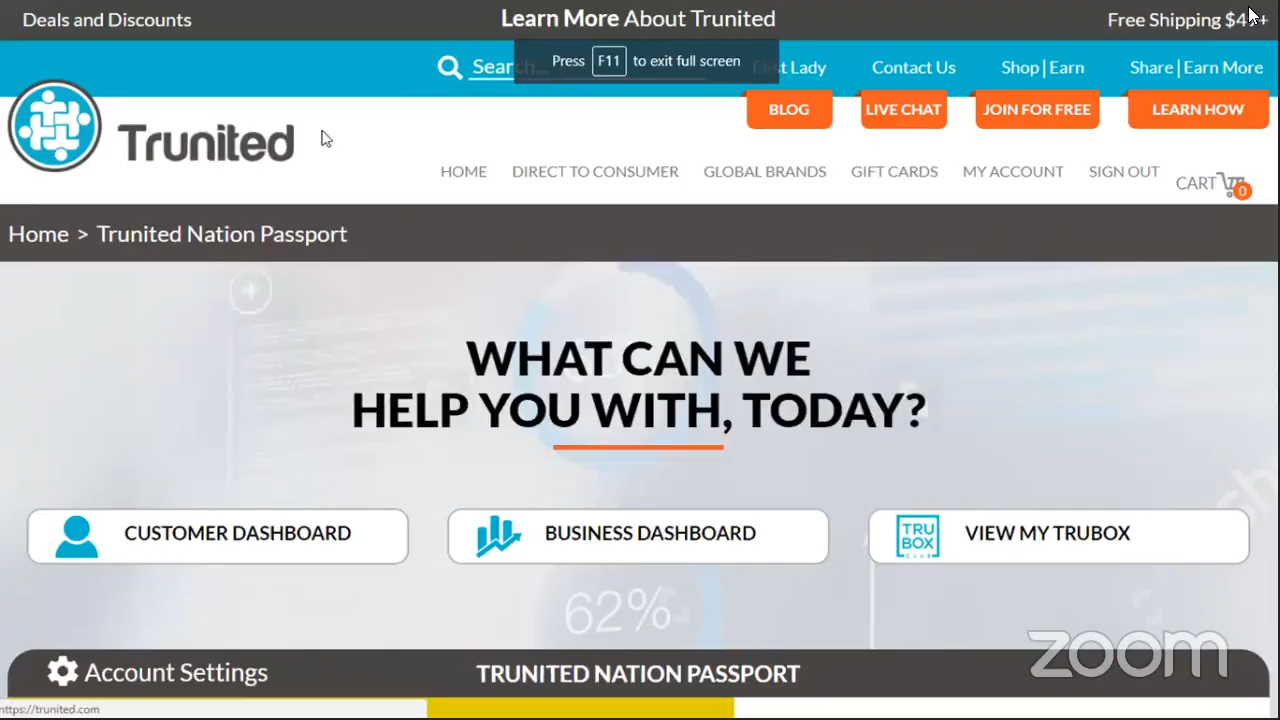 Deals and Discounts
Learn More About Trunited
Free Shipping
Search...
Press F11 to exit full screen
Lady
Contact Us
Shop | Earn
Share | Earn More
BLOG
LIVE CHAT
JOIN FOR FREE
LEARN HOW
Trunited
HOME
DIRECT TO CONSUMER
GLOBAL BRANDS
GIFT CARDS
MY ACCOUNT
SIGN OUT
CART
0
Home > Trunited Nation Passport
WHAT CAN WE
HELP YOU WITH, TODAY?
CUSTOMER DASHBOARD
BUSINESS DASHBOARD
TRU
BOX
CLUB
VIEW MY TRUBOX
62%
zoom
Account Settings
TRUNITED NATION PASSPORT
https://trunited.com